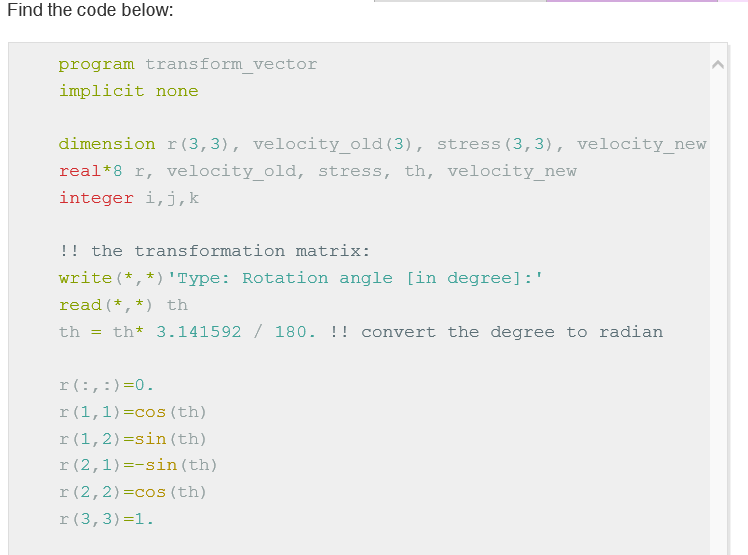 Find the code below:
program transform_vector
implicit none
dimension r(3,3), velocity_old(3), stress(3,3), velocity_new
real*8 r, velocity_old, stress, th, velocity_new
integer i,j,k
!! the transformation matrix:
write(*,*)'Type: Rotation angle [in degree]:'
read(*,*) th
th = th* 3.141592 / 180. !! convert the degree to radian
r(:,:)=0.
r(1,1)=cos(th)
r(1,2)=sin(th)
r(2,1)=-sin(th)
r(2,2)=cos(th)
r(3,3)=1.